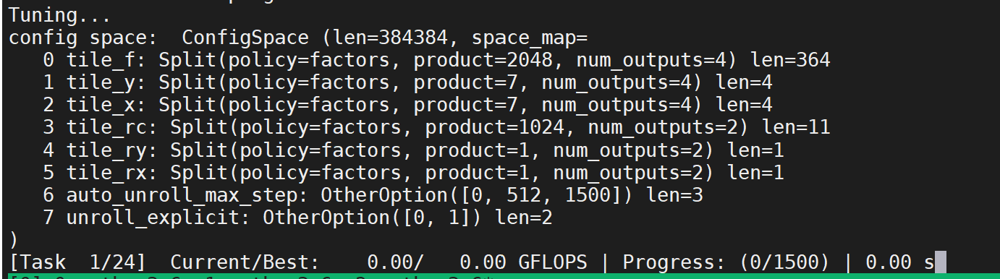 Tuning...
config space:  ConfigSpace (len=384384, space_map=
   0 tile_f: Split(policy=factors, product=2048, num_outputs=4) len=364
   1 tile_y: Split(policy=factors, product=7, num_outputs=4) len=4
   2 tile_x: Split(policy=factors, product=7, num_outputs=4) len=4
   3 tile_rc: Split(policy=factors, product=1024, num_outputs=2) len=11
   4 tile_ry: Split(policy=factors, product=1, num_outputs=2) len=1
   5 tile_rx: Split(policy=factors, product=1, num_outputs=2) len=1
   6 auto_unroll_max_step: OtherOption([0, 512, 1500]) len=3
   7 unroll_explicit: OtherOption([0, 1]) len=2
)
[Task  1/24]  Current/Best:    0.00/   0.00 GFLOPS | Progress: (0/1500) | 0.00 s